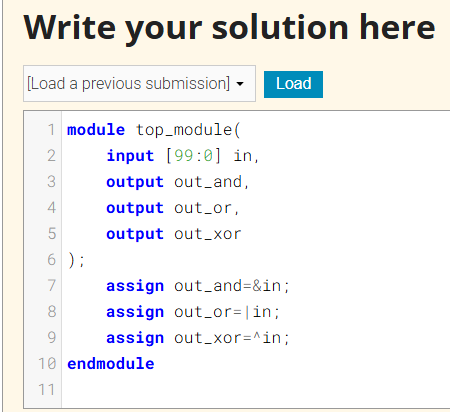 Write your solution here
[Load a previous submission] Load
1 module top_module(
2 input [99:0] in,
3 output out_and,
4 output out_or,
5 output out_xor
6 );
7 assign out_and=&in;
8 assign out_or=|in;
9 assign out_xor=^in;
10 endmodule
11